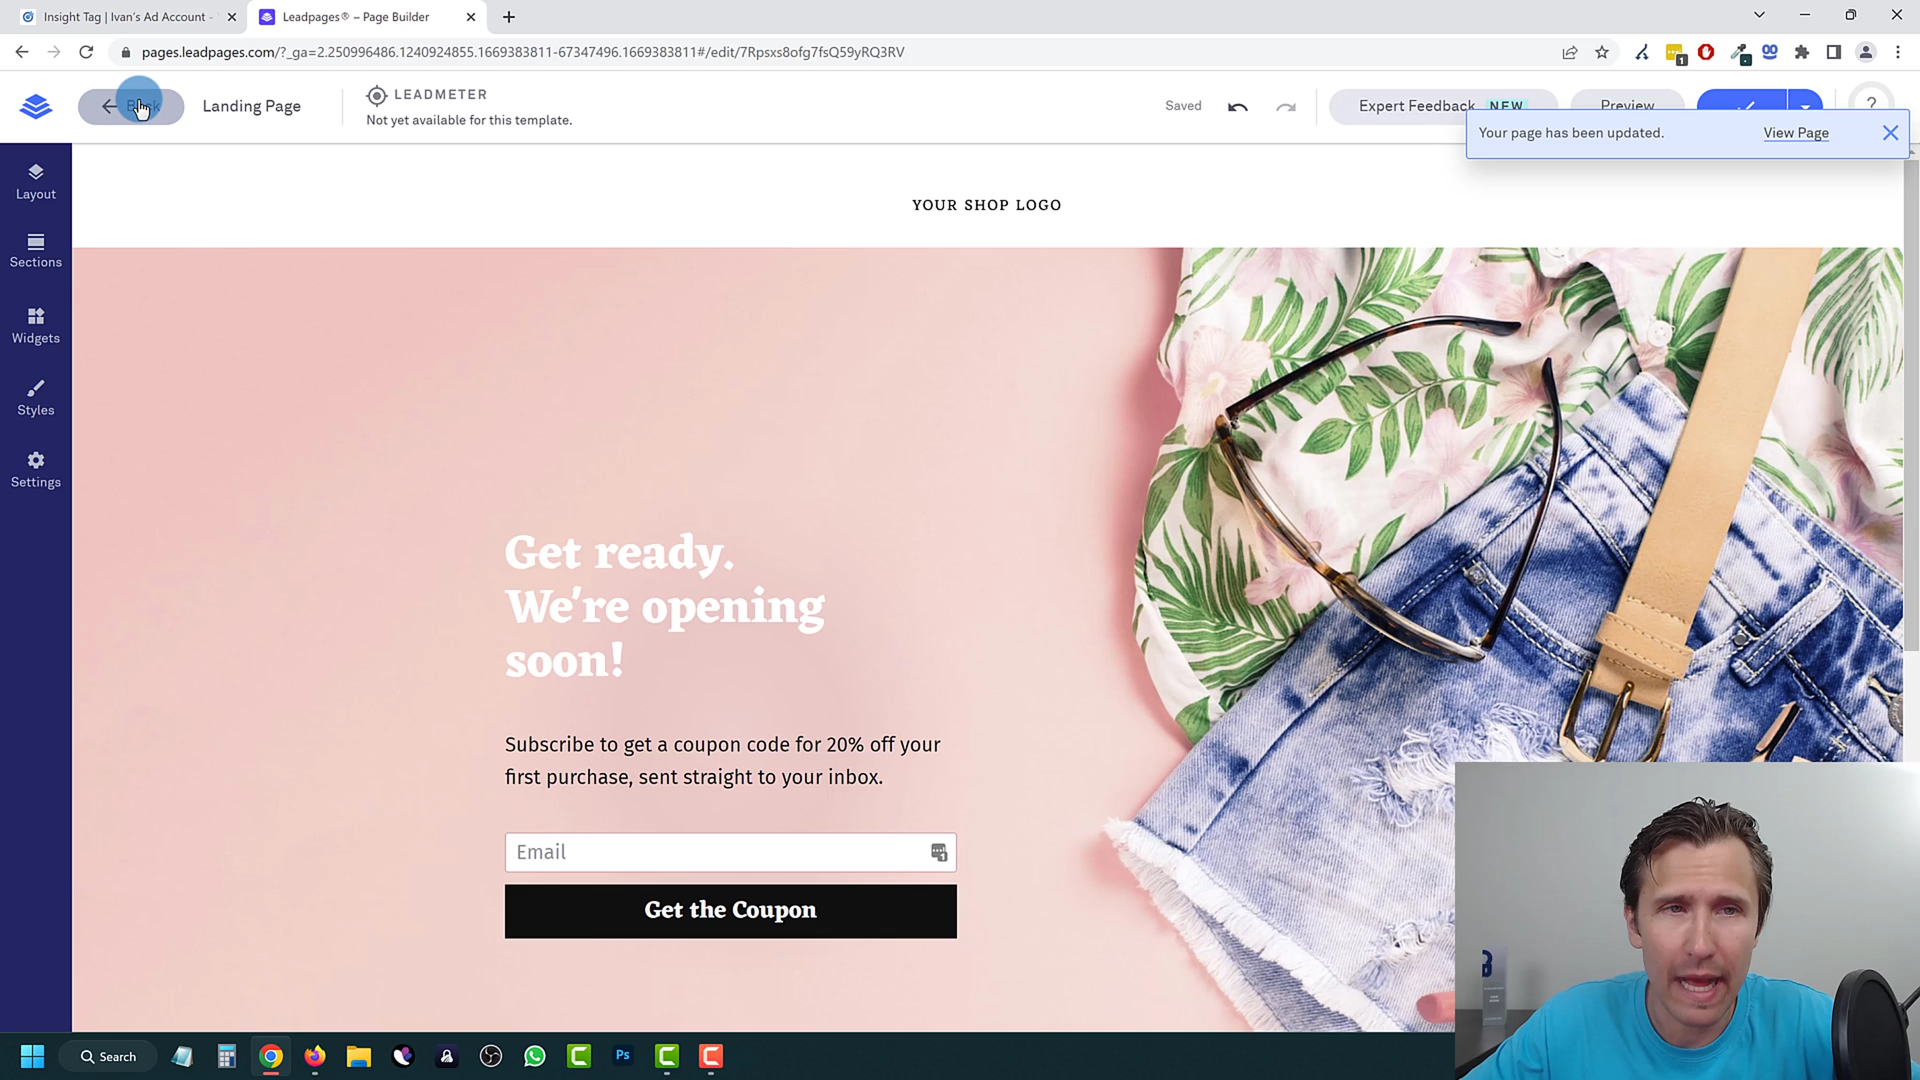 Insight Tag | Ivan's Ad Account -
Leadpages® – Page Builder
pages.leadpages.com/?_ga=2.250996486.1240924855.1669383811-67347496.1669383811#/edit/7Rpsxs8ofg7fsQ59yRQ3RV
1
Back
Landing Page
LEADMETER
Not yet available for this template.
Saved
Expert Feedback NEW
Preview
?
Your page has been updated.
View Page
Layout
Sections
Widgets
Styles
Settings
YOUR SHOP LOGO
Get ready.
We're opening
soon!
Subscribe to get a coupon code for 20% off your
first purchase, sent straight to your inbox.
Email
1
Get the Coupon
Search
Ps